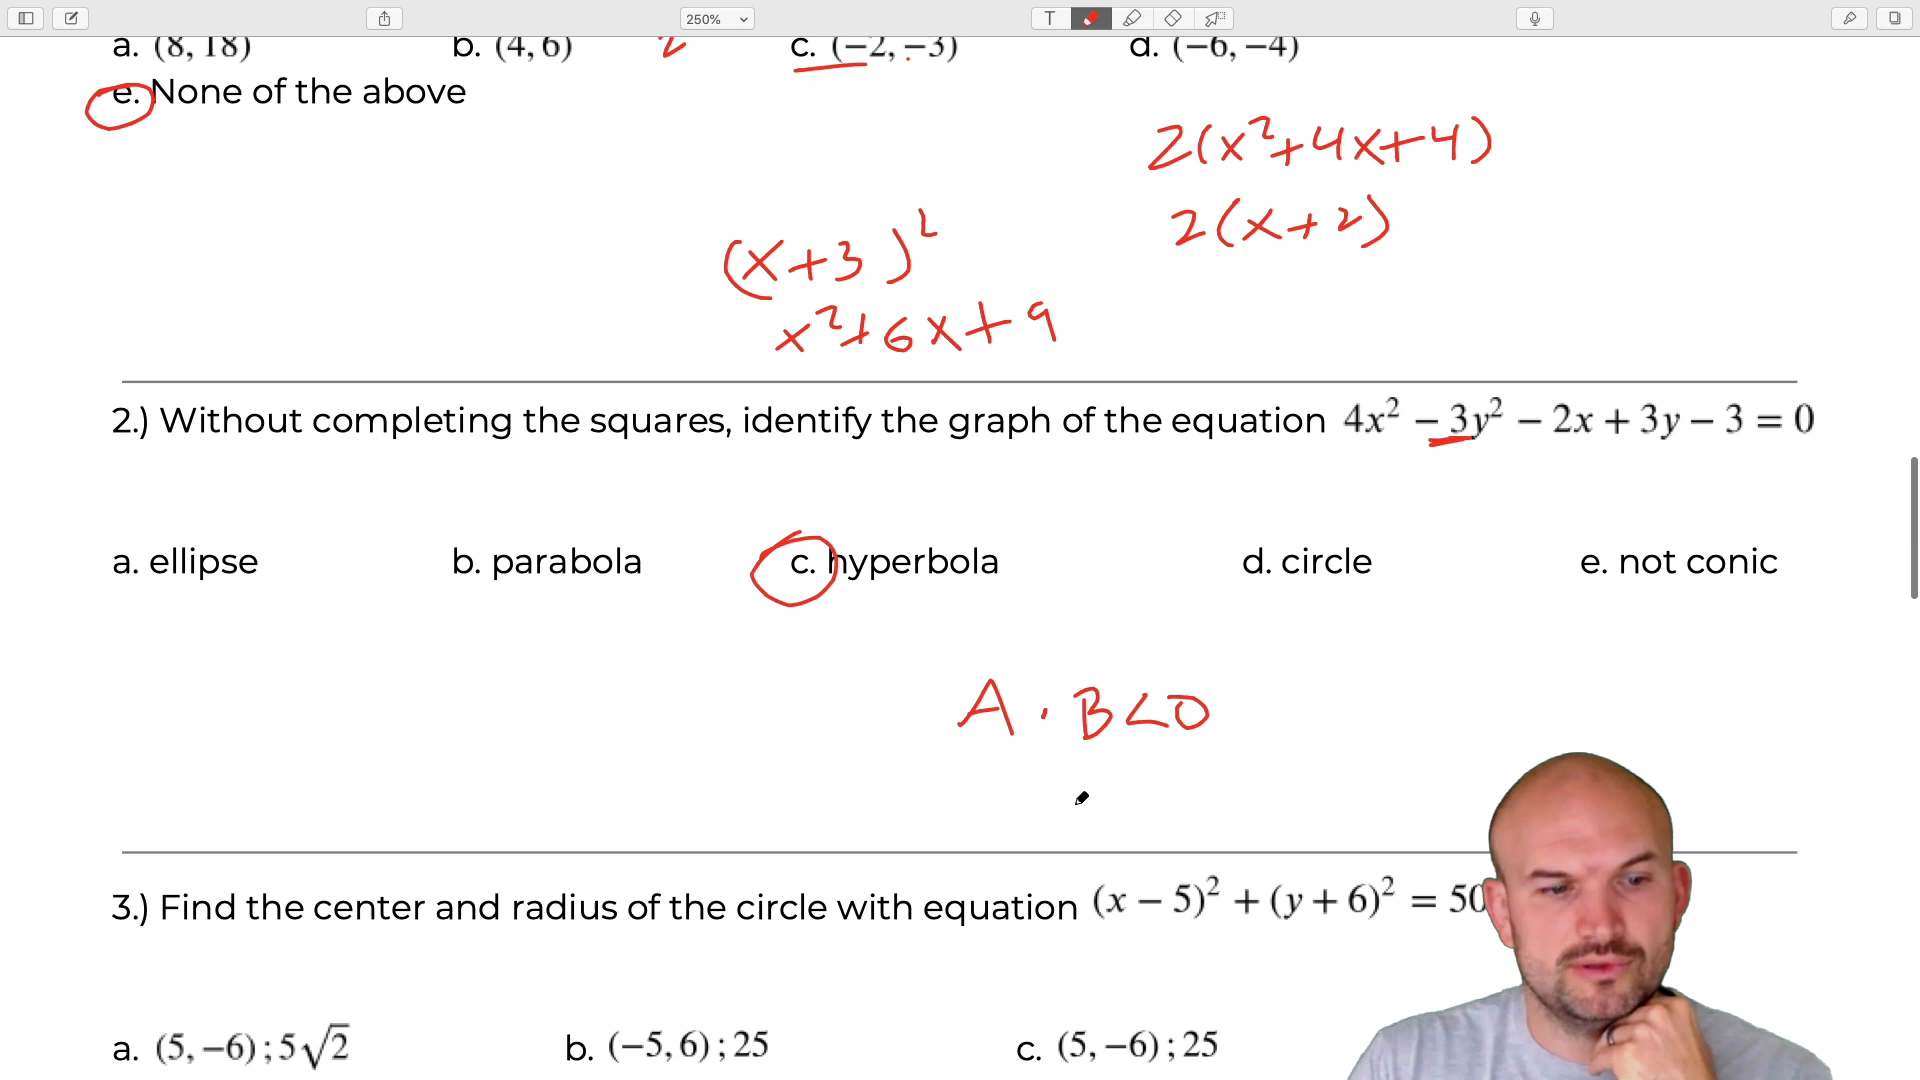 250%
T
a. (8, 18) b. (4, 6) 2 c. (−2, −3) d. (−6, −4)
e. None of the above
2(x²+4x+4)
2(x+2)
(x+3)²
x²+6x+9
2.) Without completing the squares, identify the graph of the equation 4x² − 3y² − 2x + 3y − 3 = 0
a. ellipse b. parabola c. hyperbola d. circle e. not conic
A · B < 0
3.) Find the center and radius of the circle with equation (x − 5)² + (y + 6)² = 50
a. (5, −6) ; 5√2 b. (−5, 6) ; 25 c. (5, −6) ; 25